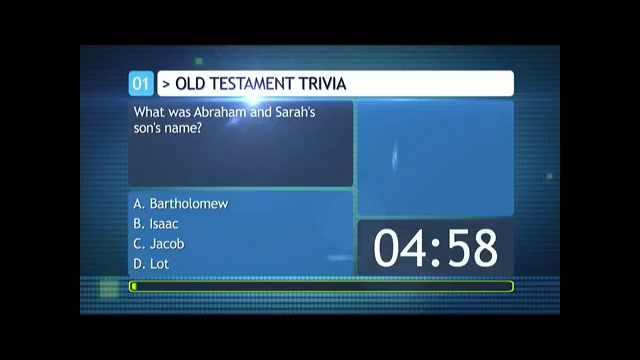 01 > OLD TESTAMENT TRIVIA
What was Abraham and Sarah's
son's name?
A. Bartholomew
B. Isaac
C. Jacob
D. Lot
04:58